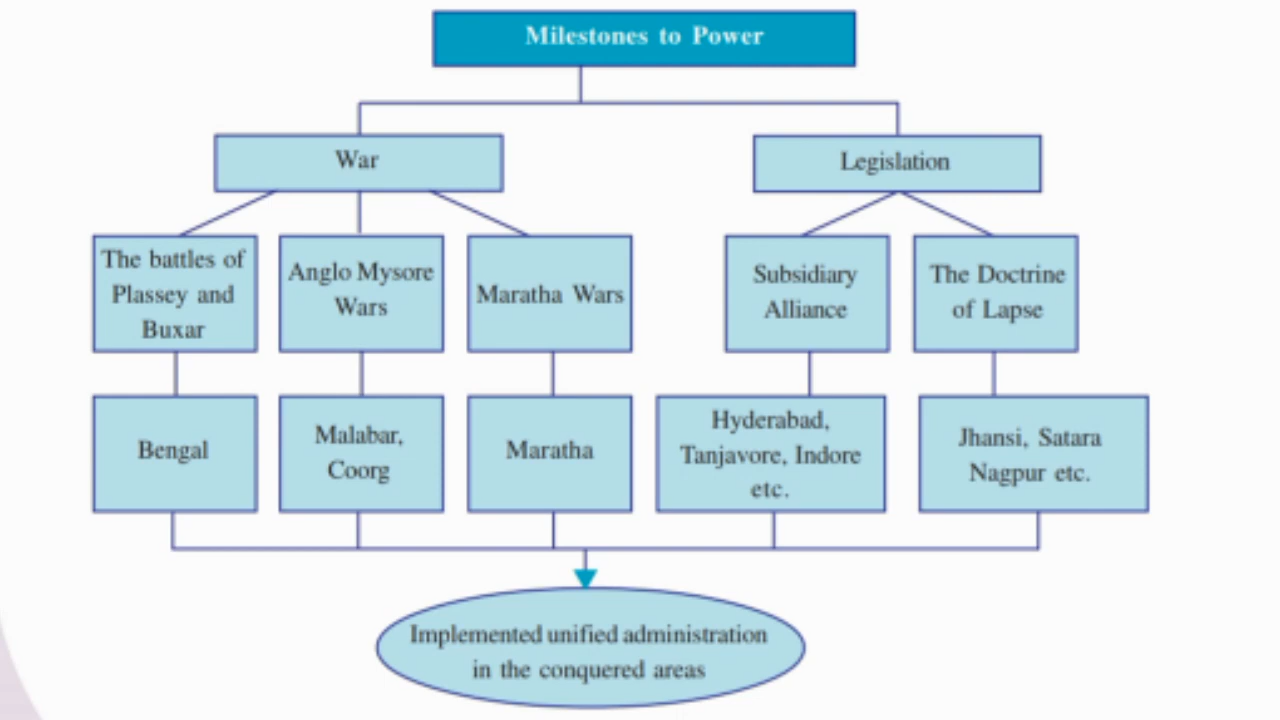 Milestones to Power
War
Legislation
The battles of
Plassey and
Buxar
Anglo Mysore
Wars
Maratha Wars
Subsidiary
Alliance
The Doctrine
of Lapse
Bengal
Malabar,
Coorg
Maratha
Hyderabad,
Tanjavore, Indore
etc.
Jhansi, Satara
Nagpur etc.
Implemented unified administration
in the conquered areas